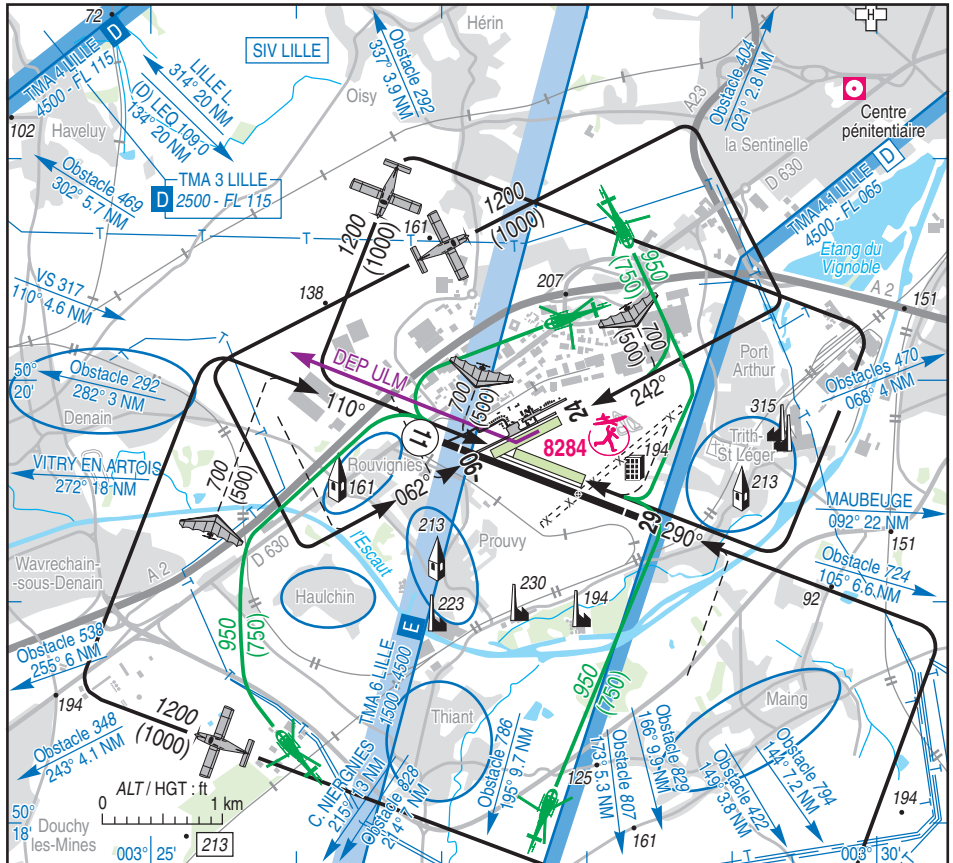 72
TMA 4 LILLE
4500 - FL 115
D
LILLE L.
314° 20 NM
(D) LEQ 109.0
134° 20 NM
SIV LILLE
Obstacle 292
337° 3.9 NM
Hérin
Oisy
Obstacle 404
021° 2.8 NM
H
A23
Centre
pénitentiaire
la Sentinelle
D 630
102
Haveluy
Obstacle 469
302° 5.7 NM
D
TMA 3 LILLE
2500 - FL 115
TMA 4.1 LILLE
4500 - FL 065
D
Etang du
Vignoble
1200
(1000)
161
1200
(1000)
950
(750)
A 2
151
VS 317
110° 4.6 NM
138
207
700
(500)
DEP ULM
700
(500)
Port
Arthur
Obstacles 470
068° 4 NM
50°
20'
Obstacle 292
282° 3 NM
Denain
110°
242°
24
11
8284
194
315
Trith-
St Léger
213
VITRY EN ARTOIS
272° 18 NM
700
(500)
Rouvignies
161
062°
06
29
290°
MAUBEUGE
092° 22 NM
151
Prouvy
213
l'Escaut
D 630
A 2
Wavrechain
-sous-Denain
Haulchin
223
230
194
92
Obstacle 724
105° 6.6 NM
E
TMA 6 LILLE
1500 - 4500
950
(750)
Obstacle 538
255° 6 NM
194
950
(750)
Thiant
Maing
1200
(1000)
Obstacle 348
243° 4.1 NM
C. NIERGNIES
215° 13 NM
Obstacle 828
214° 7 NM
Obstacle 786
195° 9.7 NM
125
173° 5.3 NM
Obstacle 807
166° 9.9 NM
Obstacle 829
149° 3.8 NM
Obstacle 422
144° 7.2 NM
Obstacle 794
161
194
ALT / HGT : ft
0 1 km
50°
18'
Douchy
les-Mines
213
003° 25'
003° 30'